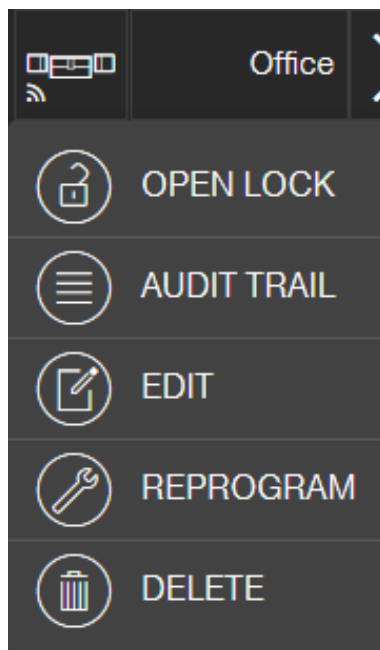 Office
OPEN LOCK
AUDIT TRAIL
EDIT
REPROGRAM
DELETE